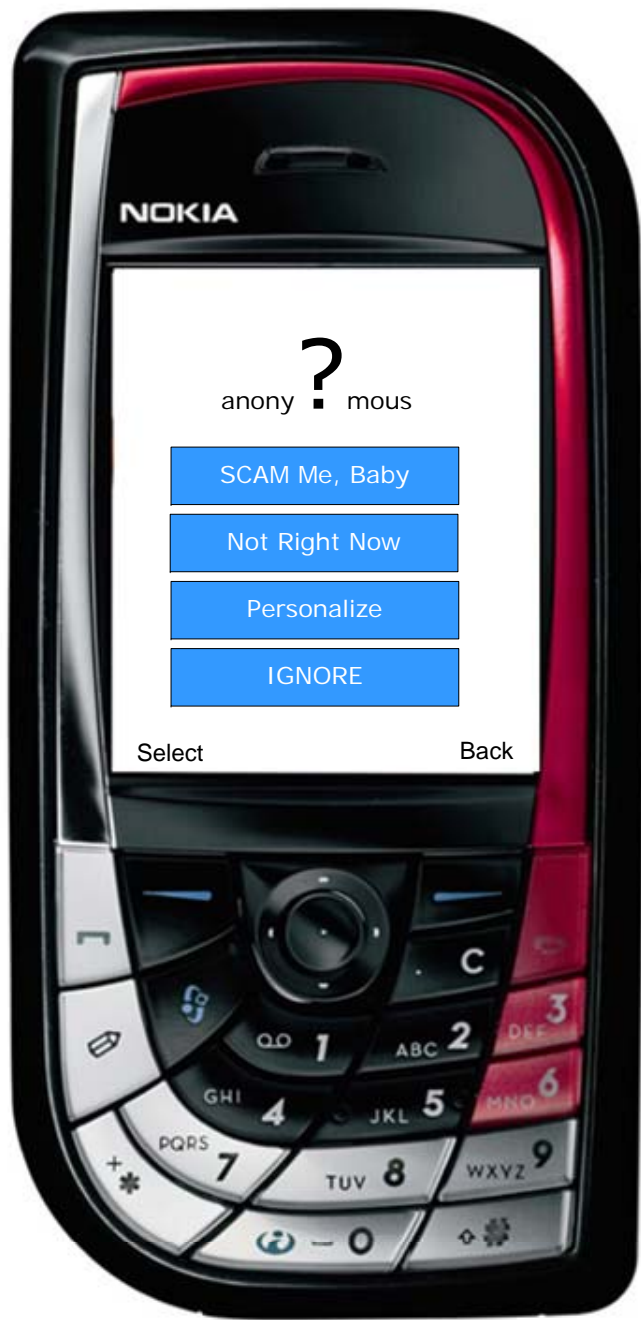 NOKIA
?
anony mous
SCAM Me, Baby
Not Right Now
Personalize
IGNORE
Select Back
C
1 ABC 2 DEF 3
GHI 4 JKL 5 MNO 6
PQRS 7 TUV 8 WXYZ 9
+ *
– 0 #